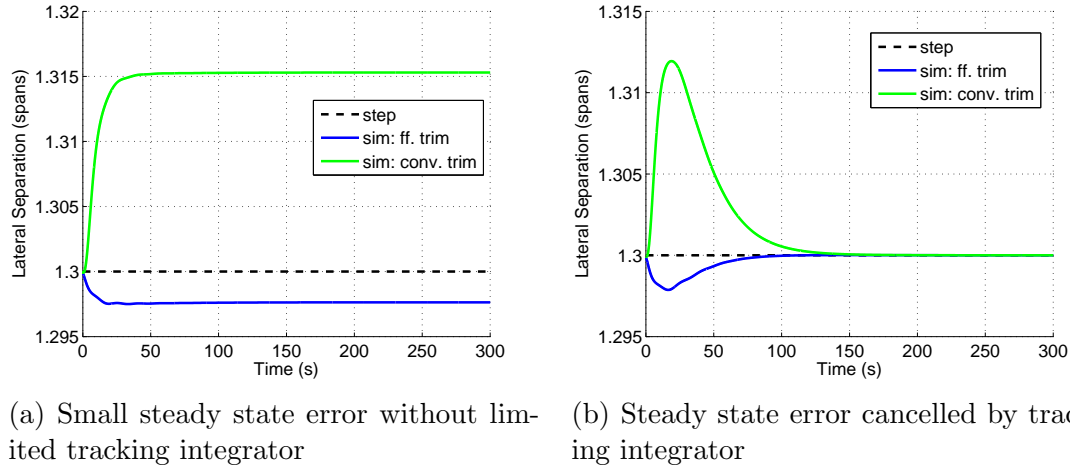 1.32
1.315
1.31
1.305
1.3
1.295
Lateral Separation (spans)
0 50 100 150 200 250 300
Time (s)
step
sim: ff. trim
sim: conv. trim
(a) Small steady state error without lim-
ited tracking integrator
1.315
1.31
1.305
1.3
1.295
Lateral Separation (spans)
0 50 100 150 200 250 300
Time (s)
step
sim: ff. trim
sim: conv. trim
(b) Steady state error cancelled by trac
ing integrator